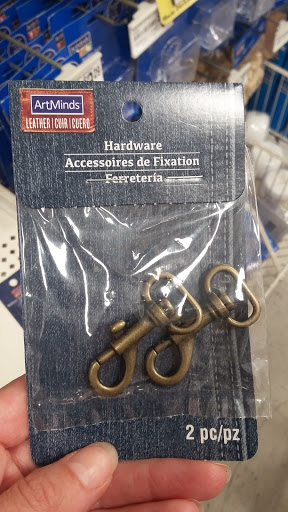 ArtMinds
LEATHER | CUIR | CUERO
Hardware
Accessoires de Fixation
Ferretería
2 pc/pz